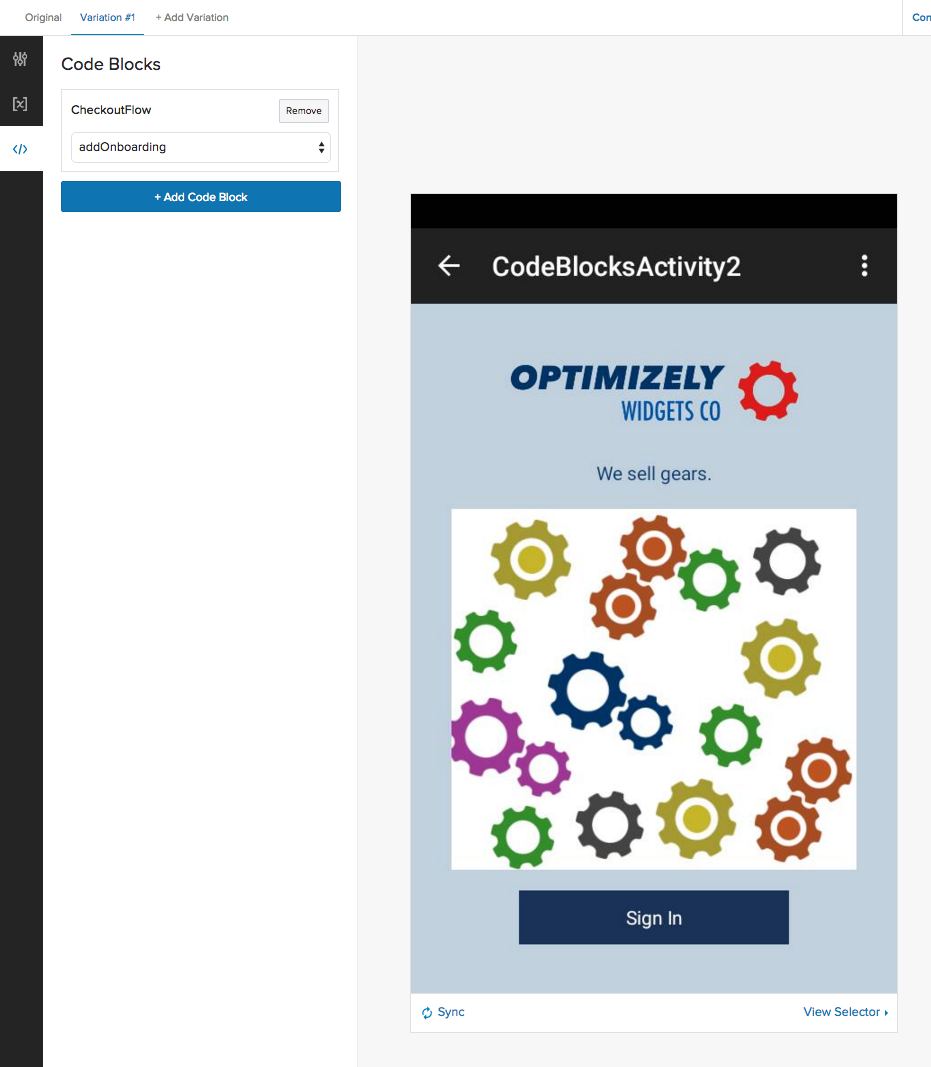 Original Variation #1 + Add Variation Con
Code Blocks
CheckoutFlow Remove
addOnboarding
+ Add Code Block
CodeBlocksActivity2
OPTIMIZELY
WIDGETS CO
We sell gears.
Sign In
Sync View Selector